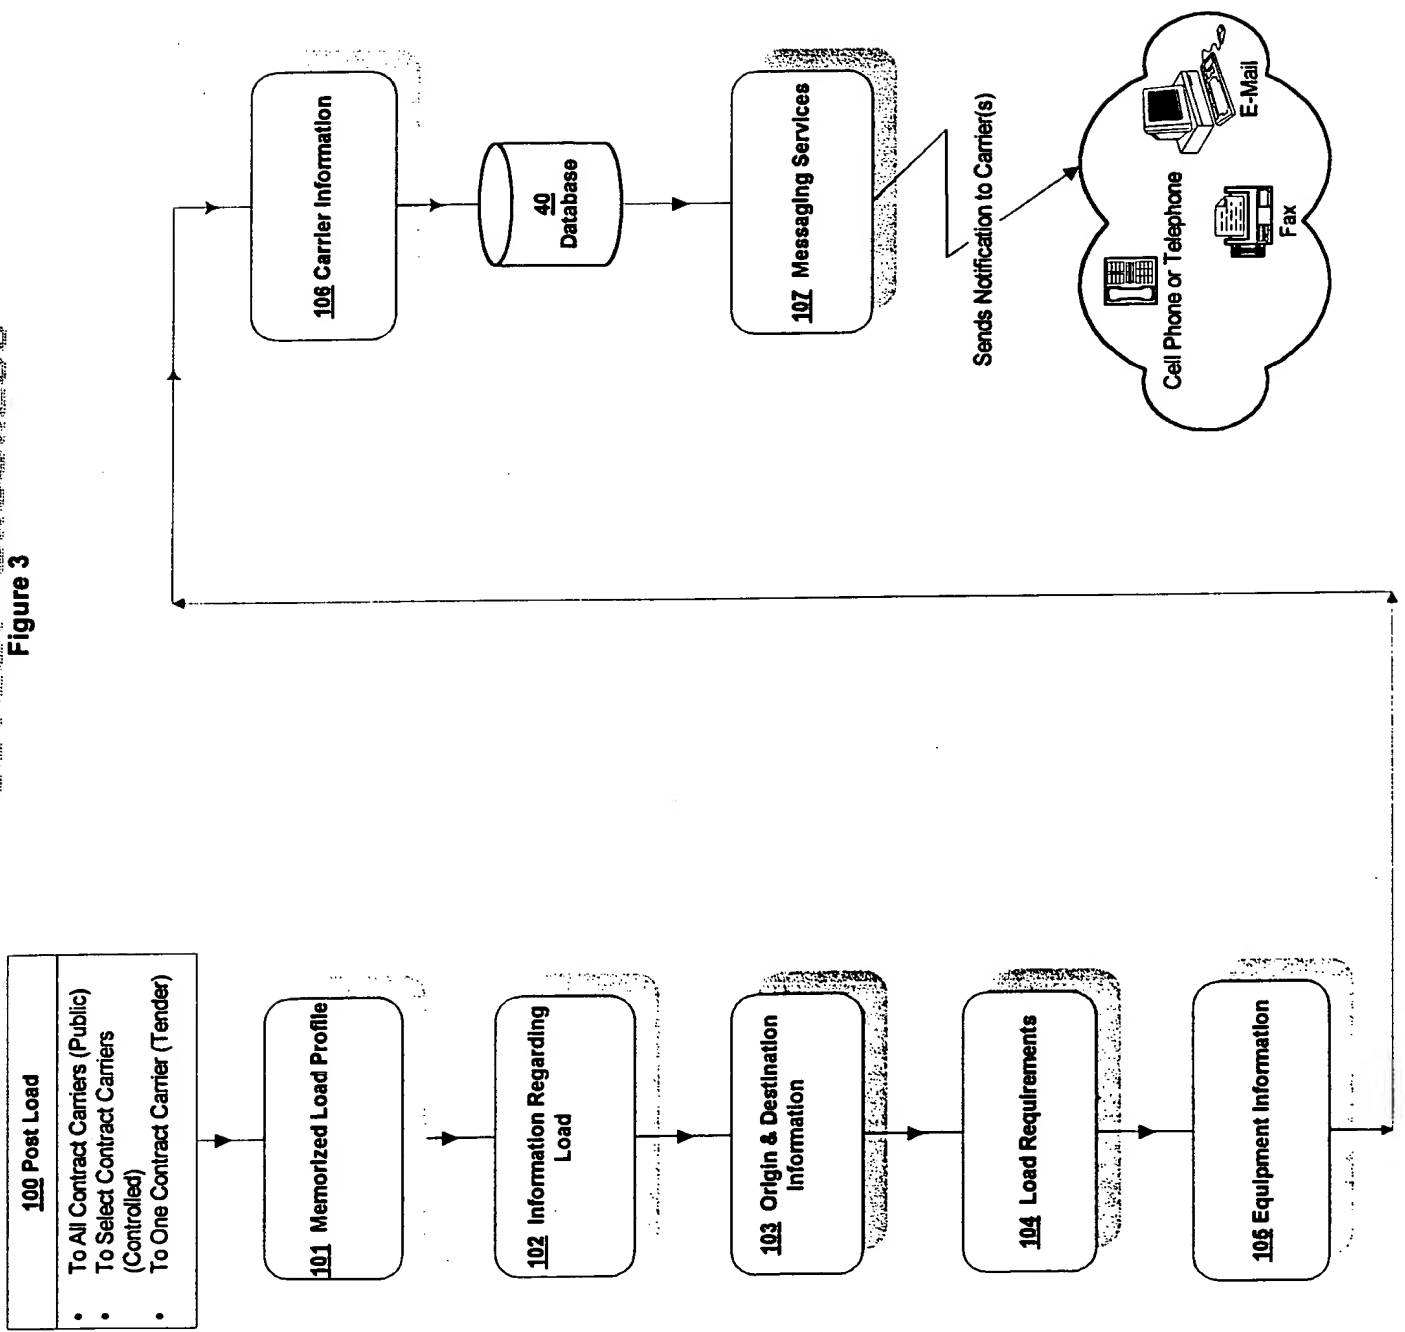 Figure 3
100 Post Load
• To All Contract Carriers (Public)
• To Select Contract Carriers
(Controlled)
• To One Contract Carrier (Tender)
101 Memorized Load Profile
102 Information Regarding
Load
103 Origin & Destination
Information
104 Load Requirements
105 Equipment Information
106 Carrier Information
40
Database
107 Messaging Services
Sends Notification to Carrier(s)
Cell Phone or Telephone
Fax
E-Mail